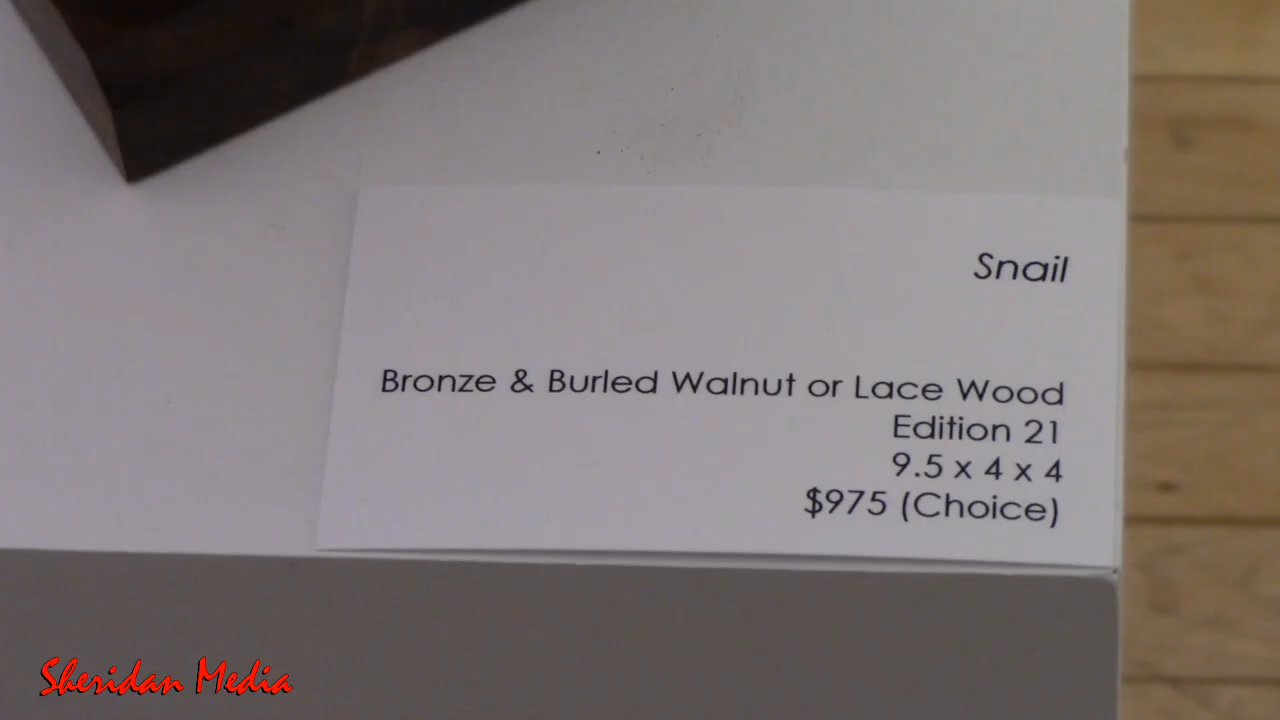 Snail
Bronze & Burled Walnut or Lace Wood
Edition 21
9.5 x 4 x 4
$975 (Choice)
Sheridan Media